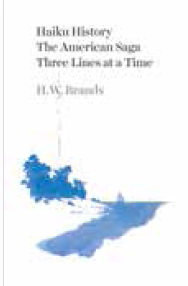 Haiku History
The American Saga
Three Lines at a Time
H.W. Brands